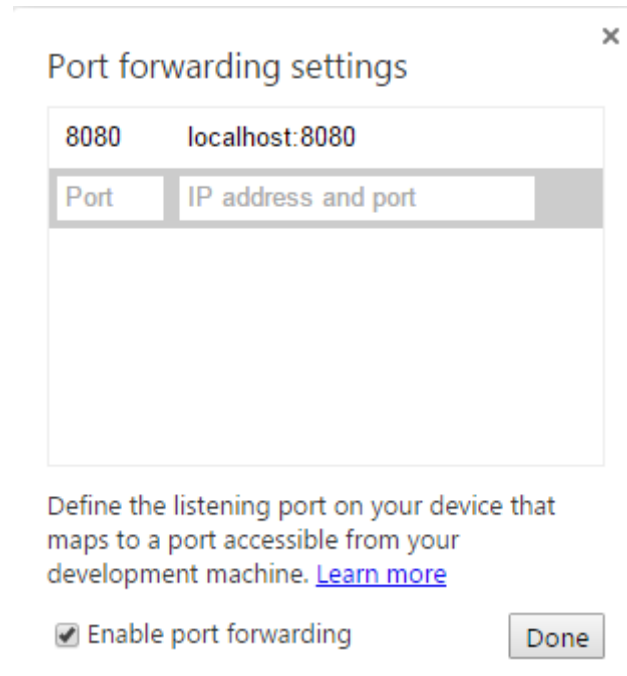 Port forwarding settings
8080 localhost:8080
Port IP address and port
Define the listening port on your device that
maps to a port accessible from your
development machine. Learn more
Enable port forwarding Done